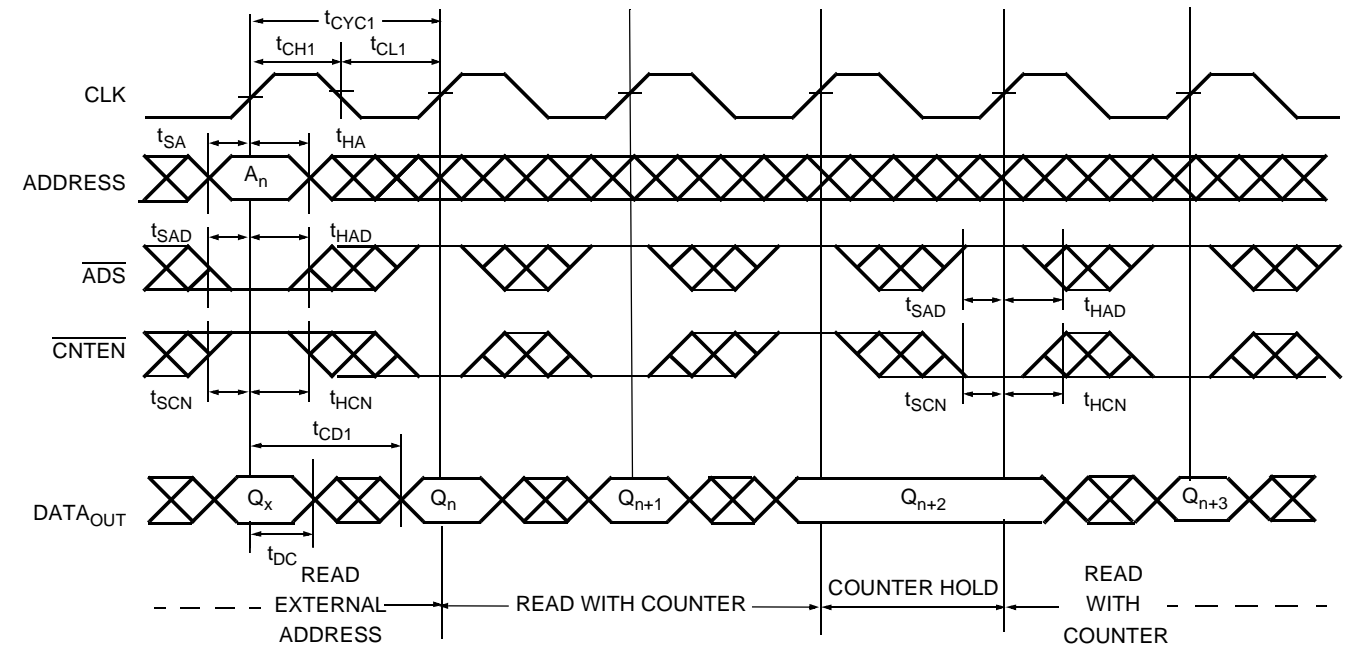 tCYC1
tCH1 tCL1
CLK
tSA tHA
ADDRESS An
tSAD tHAD
ADS
tSAD tHAD
CNTEN
tSCN tHCN tSCN tHCN
tCD1
DATAOUT Qx Qn Qn+1 Qn+2 Qn+3
tDC
READ EXTERNAL ADDRESS
READ WITH COUNTER
COUNTER HOLD
READ WITH COUNTER